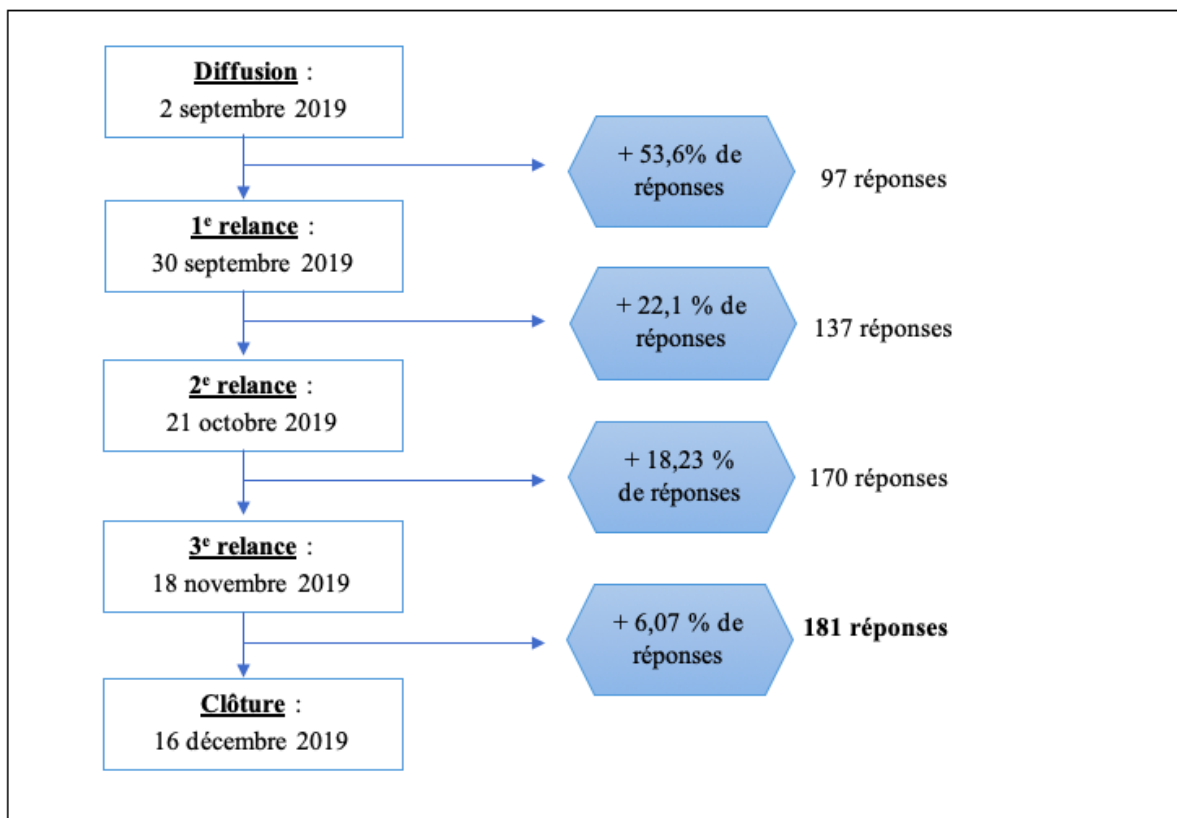 Diffusion :
2 septembre 2019
+ 53,6% de
réponses
97 réponses
1e relance :
30 septembre 2019
+ 22,1 % de
réponses
137 réponses
2e relance :
21 octobre 2019
+ 18,23 %
de réponses
170 réponses
3e relance :
18 novembre 2019
+ 6,07 % de
réponses
181 réponses
Clôture :
16 décembre 2019